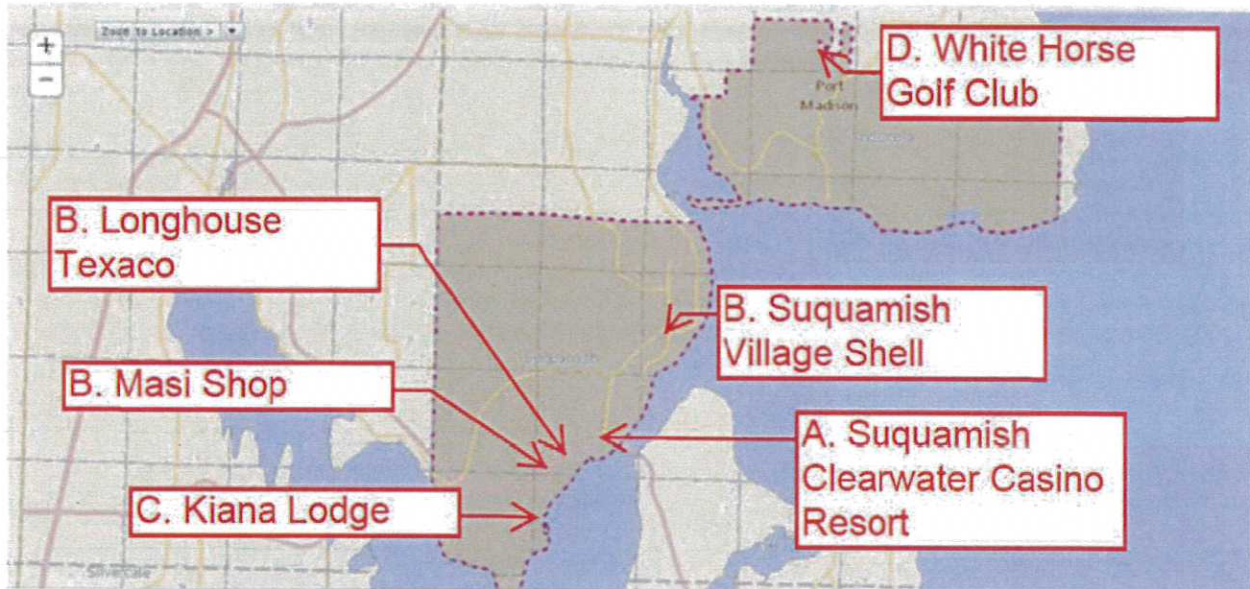 +
Zoom to Location >
−
D. White Horse
Golf Club
Port
Madison
B. Longhouse
Texaco
B. Suquamish
Village Shell
B. Masi Shop
A. Suquamish
Clearwater Casino
Resort
C. Kiana Lodge
Silverdale